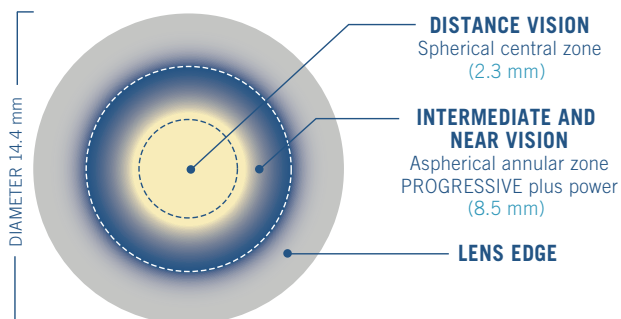 DIAMETER 14.4 mm
DISTANCE VISION
Spherical central zone
(2.3 mm)
INTERMEDIATE AND
NEAR VISION
Aspherical annular zone
PROGRESSIVE plus power
(8.5 mm)
LENS EDGE